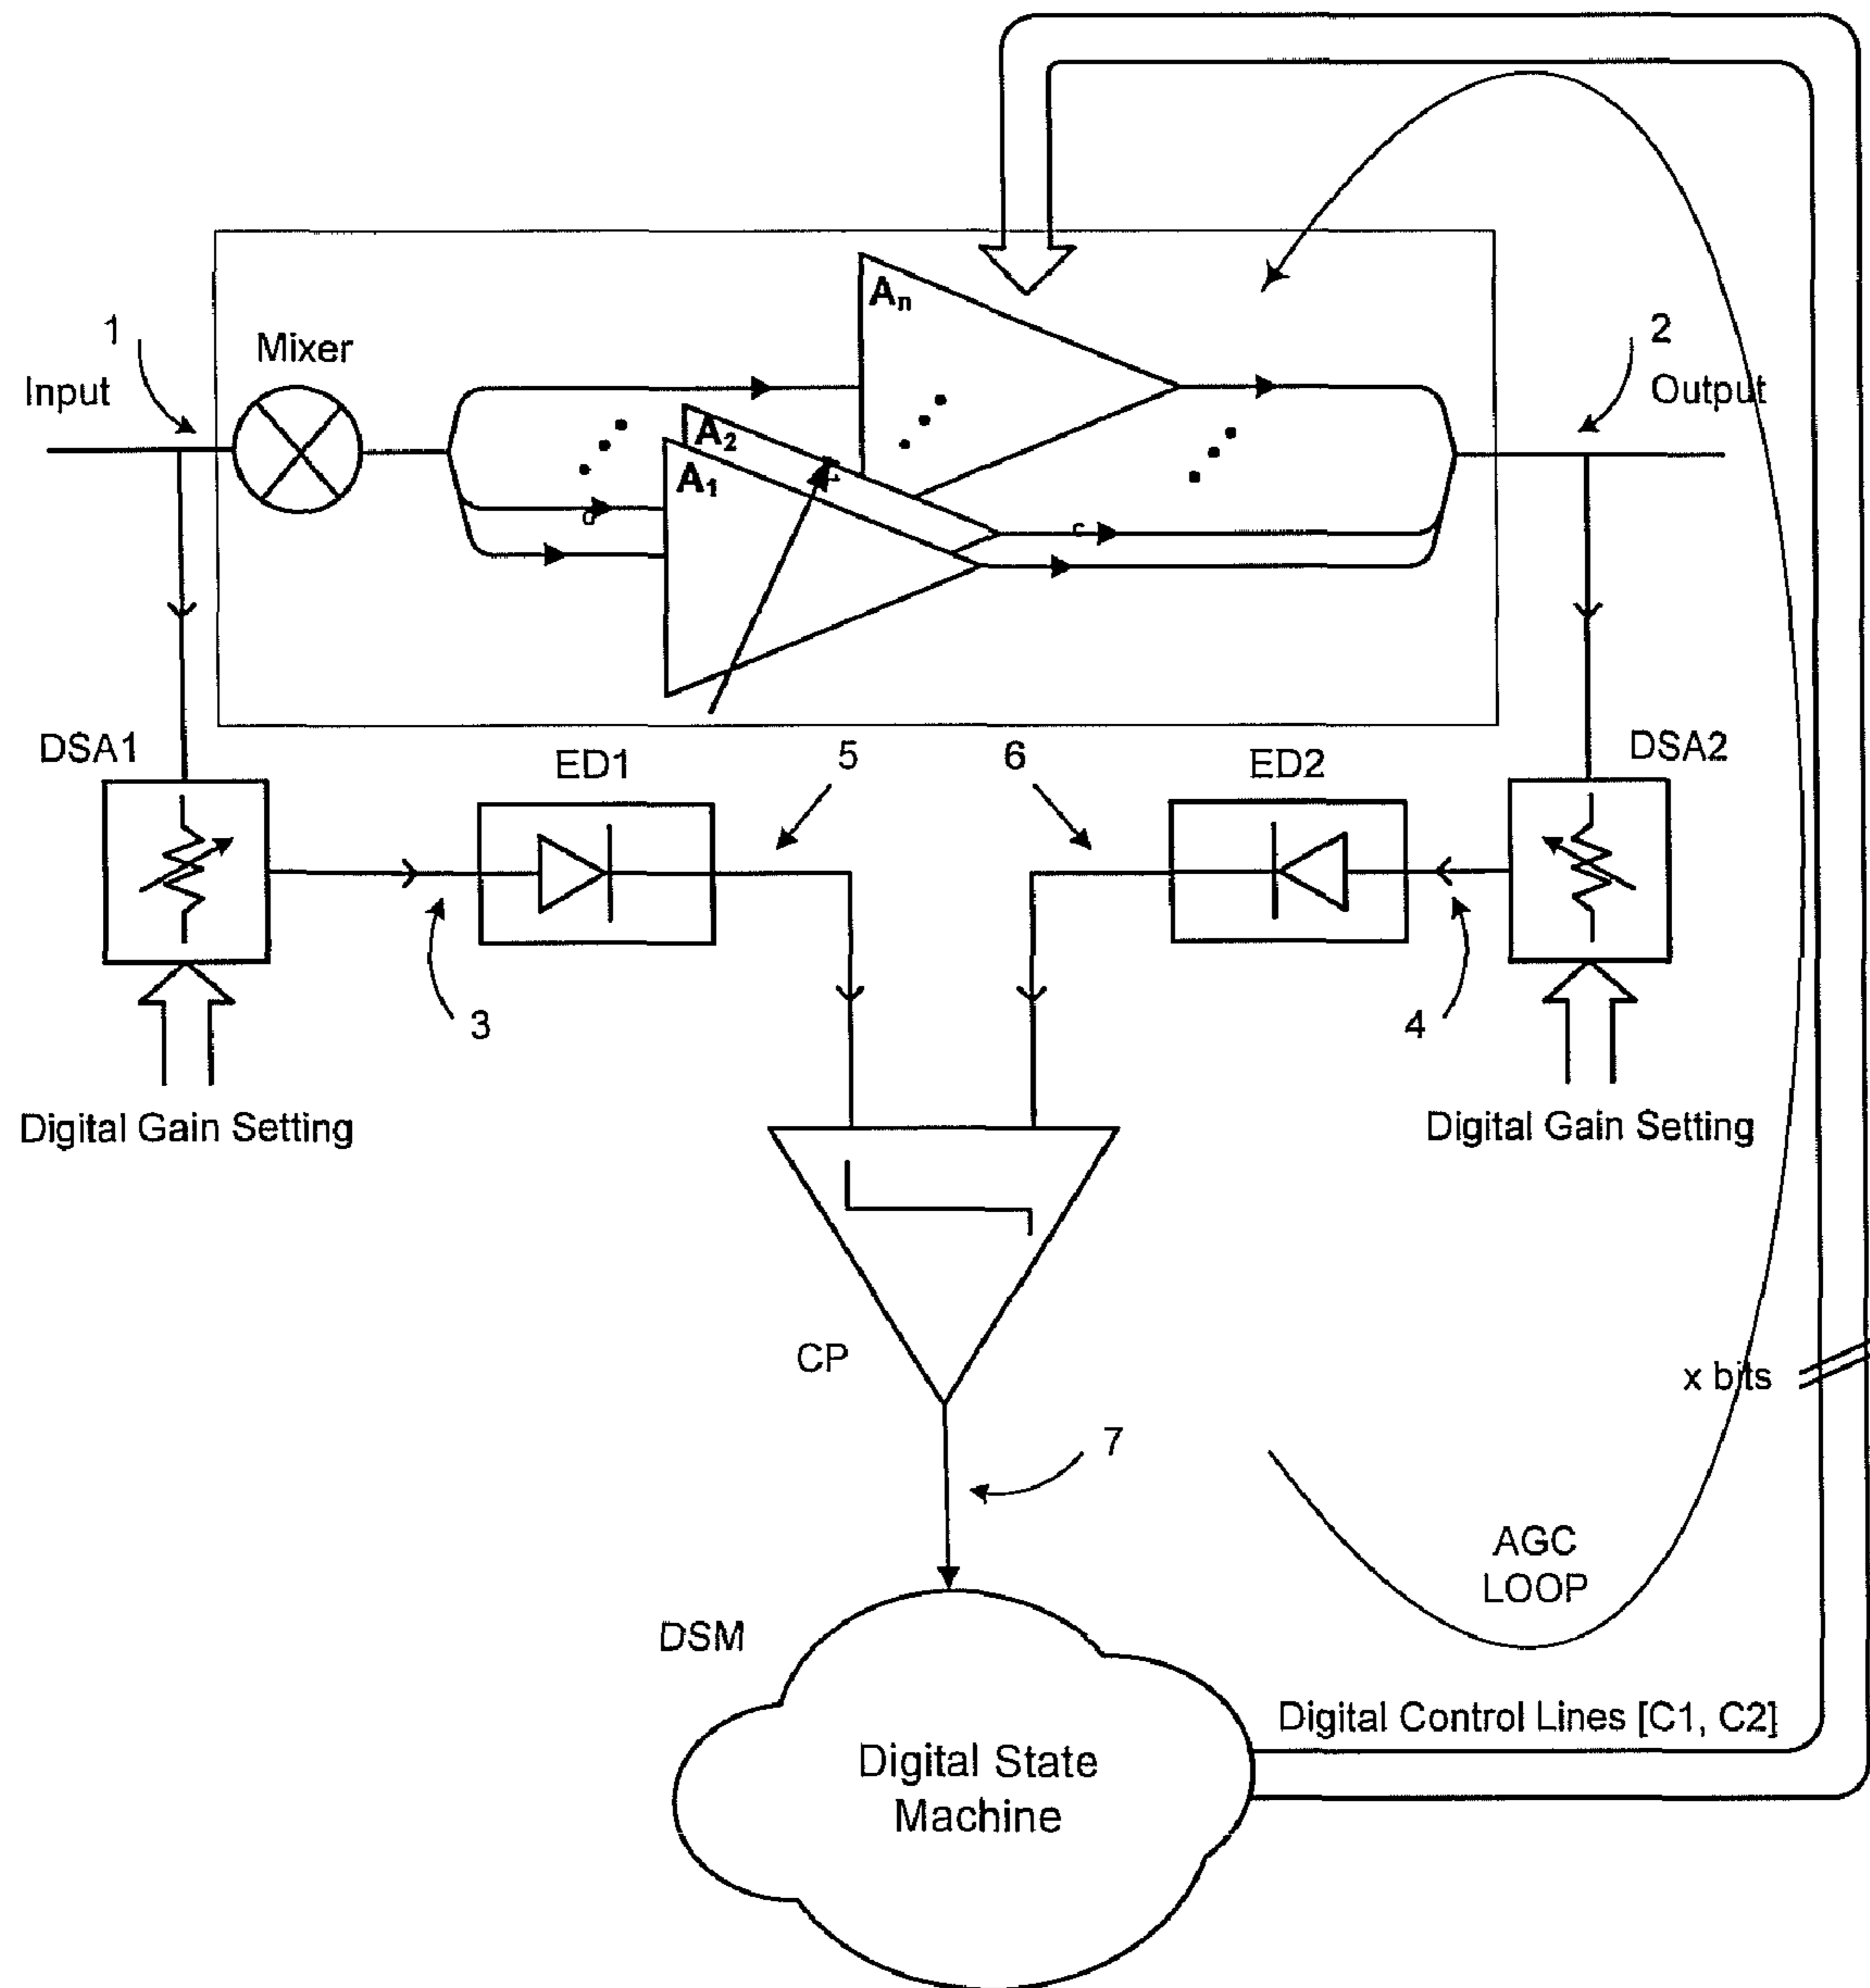 1
Input
Mixer
An
A2
A1
2
Output
DSA1
ED1
5
6
ED2
DSA2
3
4
Digital Gain Setting
Digital Gain Setting
CP
x bits
7
AGC
LOOP
DSM
Digital Control Lines [C1, C2]
Digital State
Machine